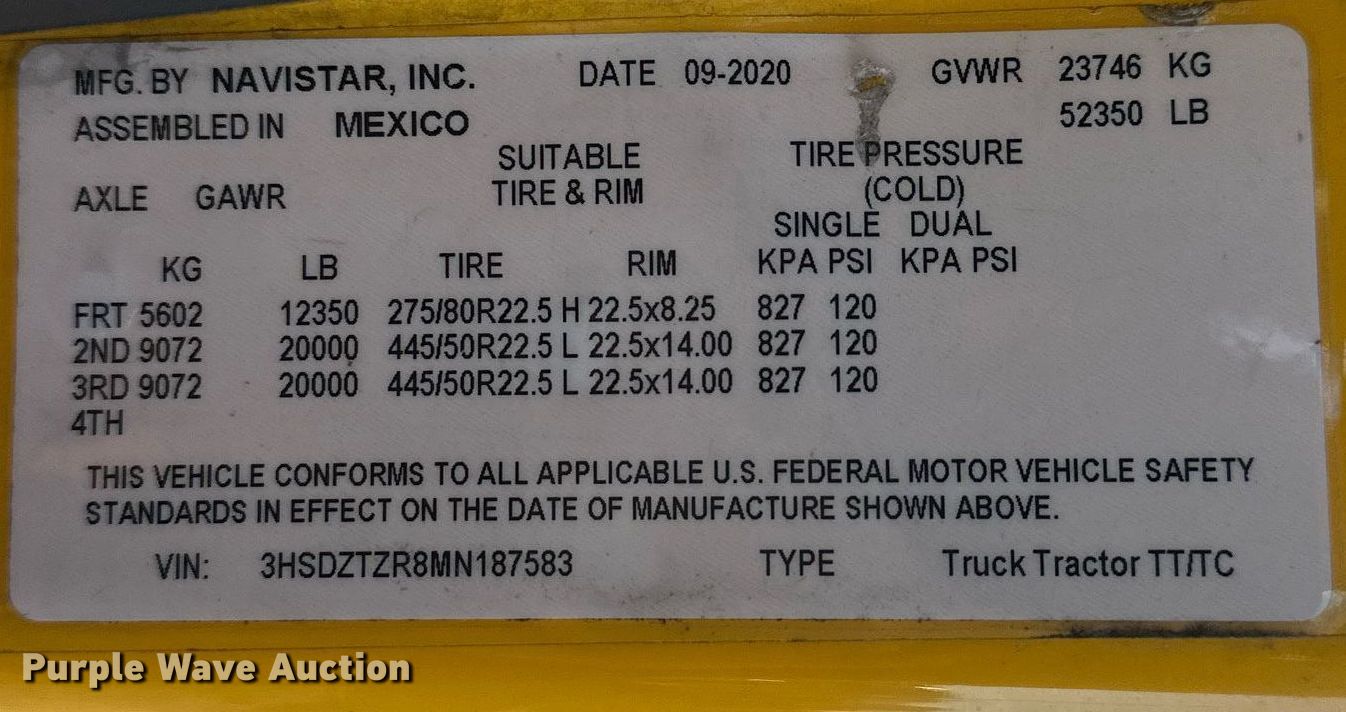 MFG. BY NAVISTAR, INC. DATE 09-2020 GVWR 23746 KG
ASSEMBLED IN MEXICO 52350 LB
SUITABLE TIRE PRESSURE
AXLE GAWR TIRE & RIM (COLD)
SINGLE DUAL
KG LB TIRE RIM KPA PSI KPA PSI
FRT 5602 12350 275/80R22.5 H 22.5x8.25 827 120
2ND 9072 20000 445/50R22.5 L 22.5x14.00 827 120
3RD 9072 20000 445/50R22.5 L 22.5x14.00 827 120
4TH
THIS VEHICLE CONFORMS TO ALL APPLICABLE U.S. FEDERAL MOTOR VEHICLE SAFETY
STANDARDS IN EFFECT ON THE DATE OF MANUFACTURE SHOWN ABOVE.
VIN: 3HSDZTZR8MN187583 TYPE Truck Tractor TT/TC
Purple Wave Auction